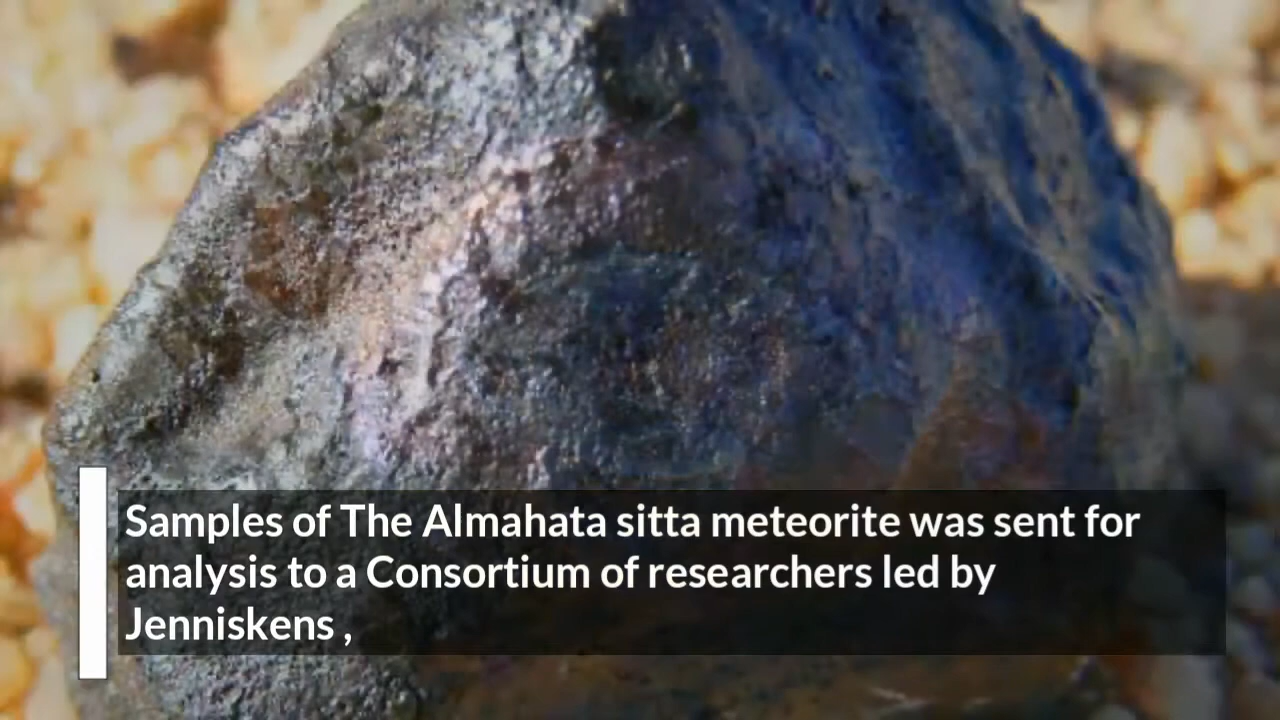 Samples of The Almahata sitta meteorite was sent for
analysis to a Consortium of researchers led by
Jenniskens ,